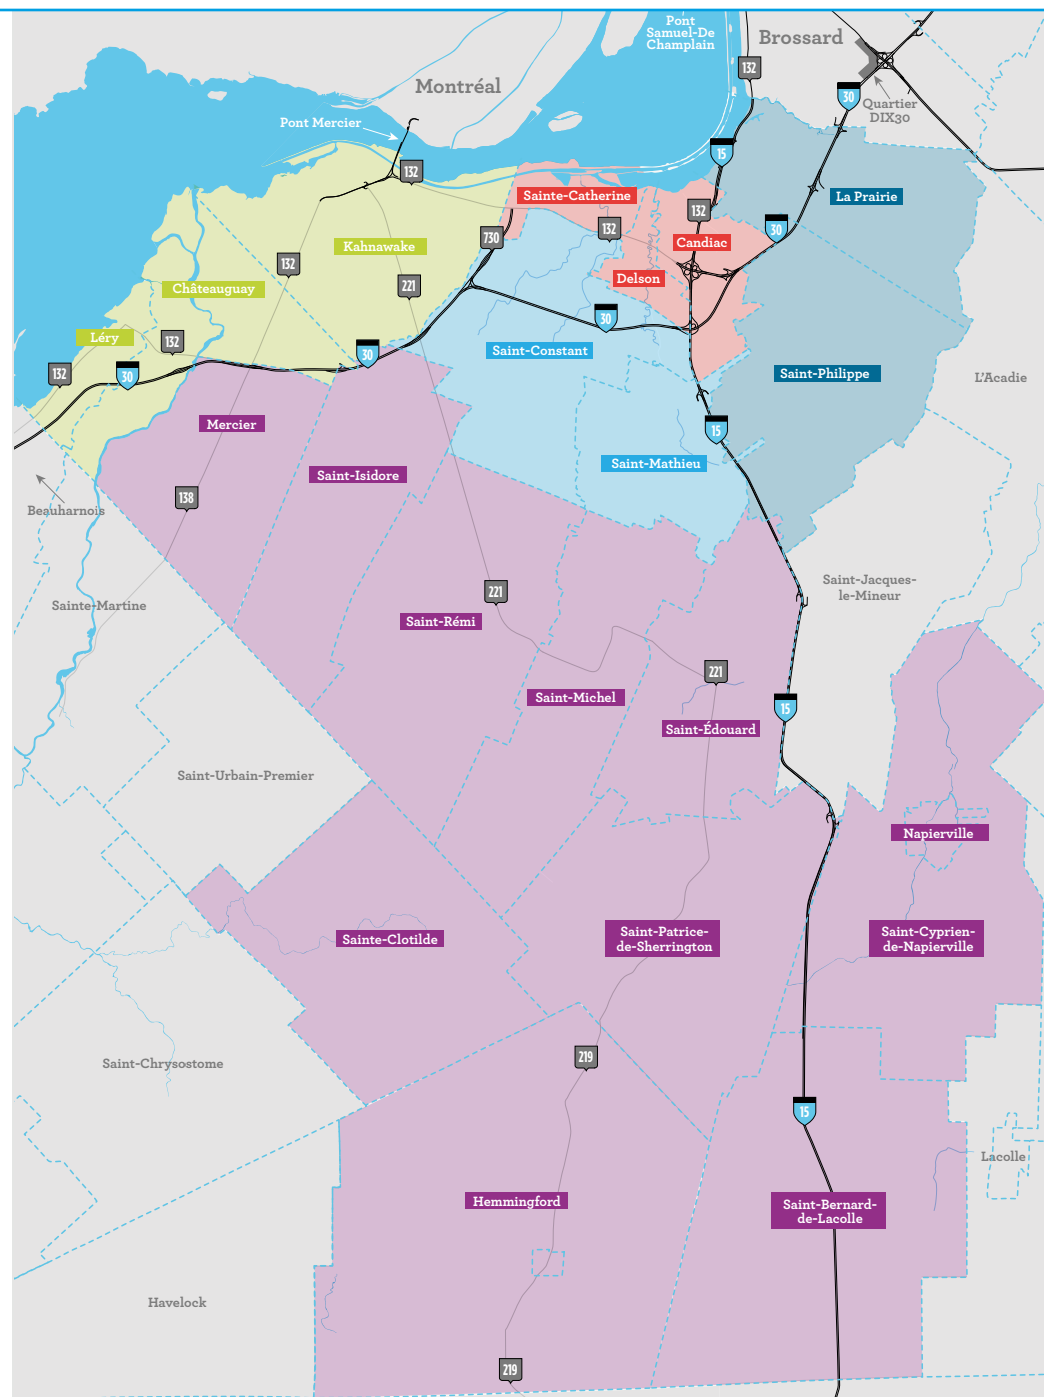 Pont
Samuel-De
Champlain
Brossard
132
Montréal
30
Quartier
DIX30
Pont Mercier
15
132
Sainte-Catherine
La Prairie
132
132
30
730
Candiac
Kahnawake
132
Delson
221
Châteauguay
30
Léry
132
Saint-Constant
30
132
30
Saint-Philippe
L'Acadie
Mercier
15
Saint-Mathieu
Saint-Isidore
138
Beauharnois
Saint-Jacques-
le-Mineur
221
Sainte-Martine
Saint-Rémi
221
Saint-Michel
15
Saint-Édouard
Saint-Urbain-Premier
Napierville
Sainte-Clotilde
Saint-Patrice-
de-Sherrington
Saint-Cyprien-
de-Napierville
219
Saint-Chrysostome
15
Lacolle
Hemmingford
Saint-Bernard-
de-Lacolle
Havelock
219